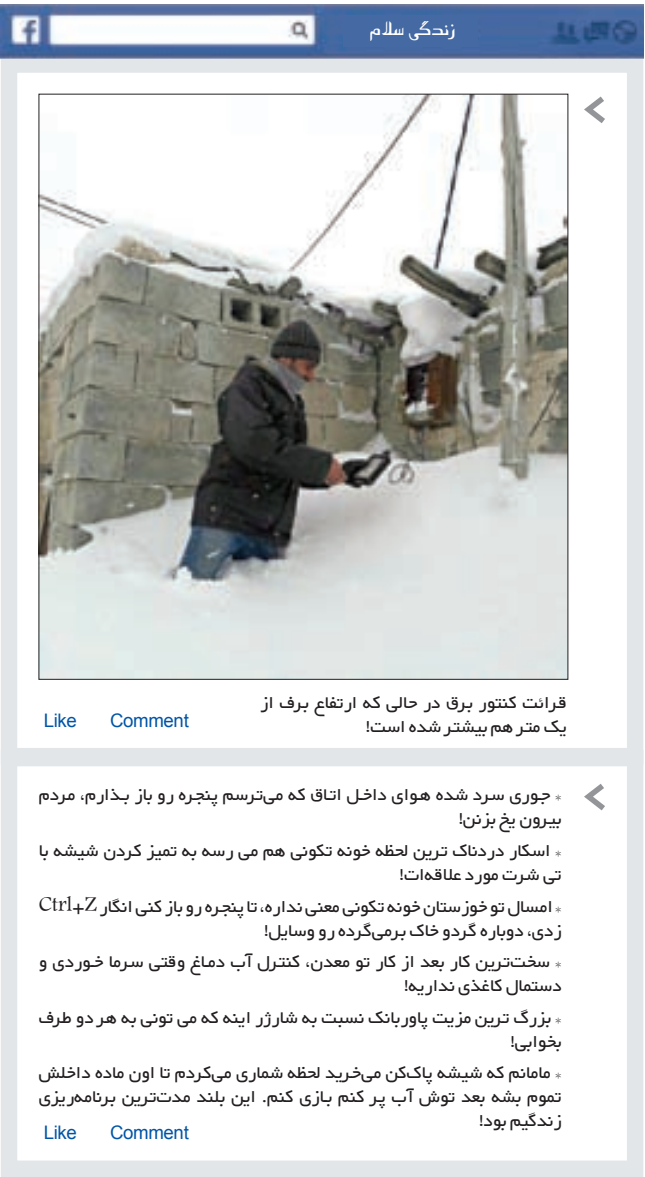 زندگی سلام
f
قرائت کنتور برق در حالی که ارتفاع برف از
یک متر هم بیشتر شده است!
Like Comment
* جوری سرد شده هوای داخل اتاق که می‌ترسم پنجره رو باز بـذارم، مردم
بیرون یخ بزنن!
* اسکار دردناک ترین لحظه خونه تکونی هم می رسه به تمیز کردن شیشه با
تی شرت مورد علاقه‌ات!
* امسال تو خوزستان خونه تکونی معنی نداره، تا پنجره رو باز کنی انگار Ctrl+Z
زدی، دوباره گردو خاک برمی‌گرده رو وسایل!
* سخت‌ترین کار بعد از کار تو معدن، کنترل آب دماغ وقتی سرما خـوردی و
دستمال کاغذی نداریه!
* بزرگ ترین مزیت پاوربانک نسبت به شارژر اینه که می تونی به هر دو طرف
بخوابی!
* مامانم که شیشه پاک‌کن می‌خرید لحظه شماری می‌کردم تا اون ماده داخلش
تموم بشه بعد توش آب پر کنم بازی کنم. این بلند مدت‌ترین برنامه‌ریزی
زندگیم بود!
Like Comment